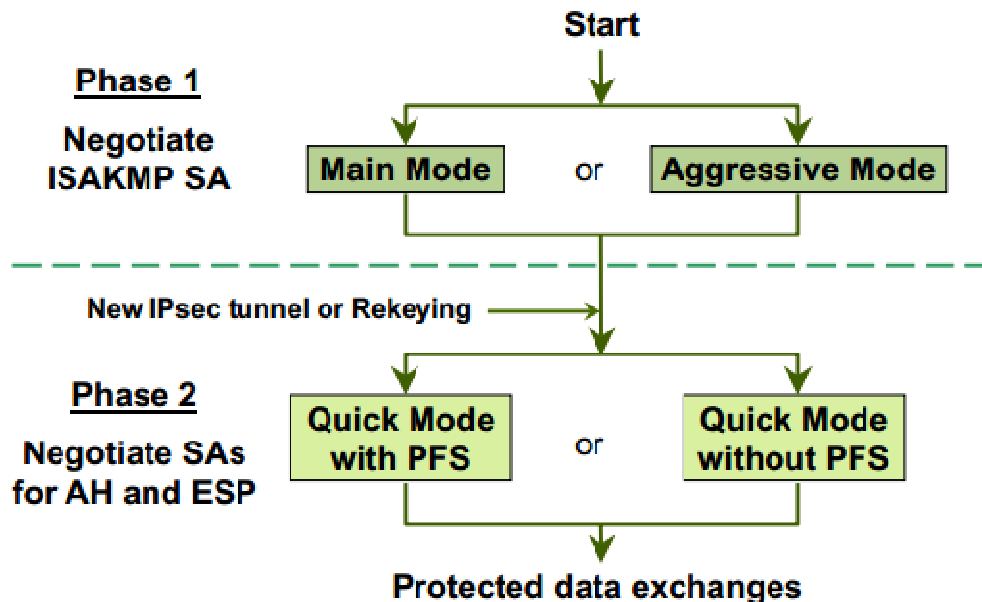 Start
Phase 1
Negotiate
ISAKMP SA
Main Mode
or
Aggressive Mode
New IPsec tunnel or Rekeying
Phase 2
Negotiate SAs
for AH and ESP
Quick Mode
with PFS
or
Quick Mode
without PFS
Protected data exchanges